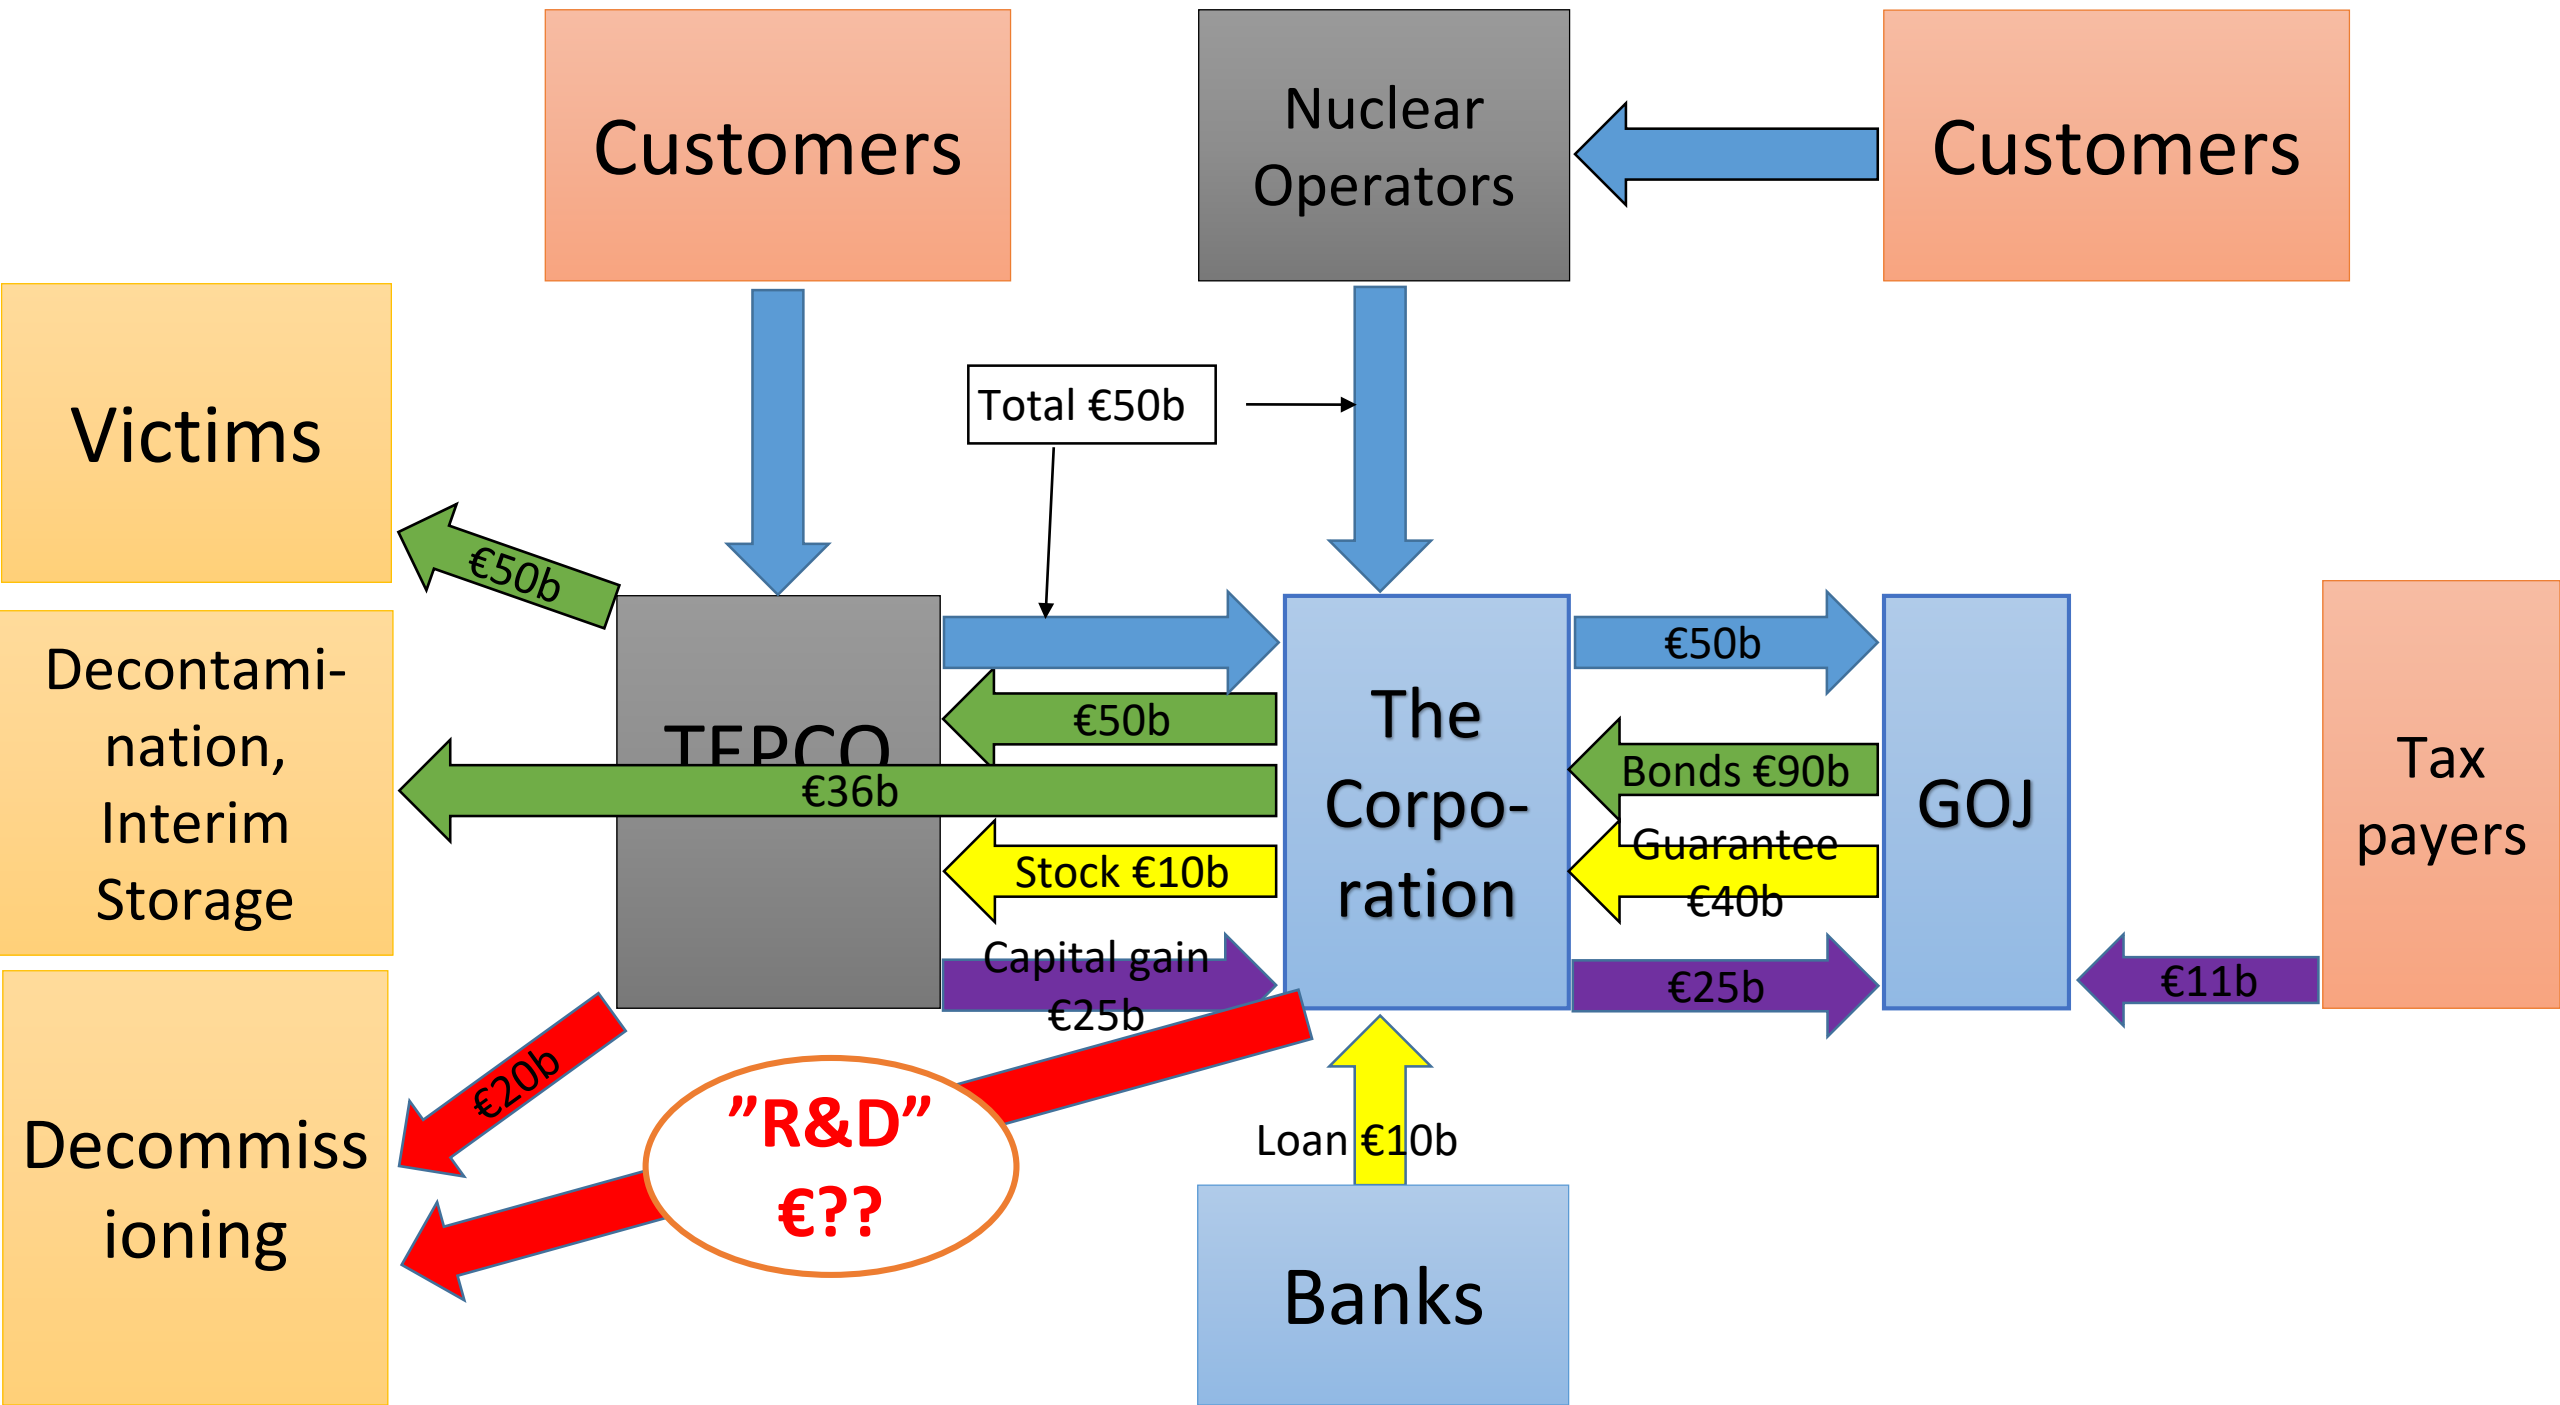 Customers
Nuclear
Operators
Customers
Total €50b
Victims
€50b
TEPCO
€50b
€36b
Stock €10b
Capital gain
€25b
The
Corpo-
ration
€50b
Bonds €90b
Guarantee
€40b
€25b
GOJ
Tax
payers
€11b
Decontami-
nation,
Interim
Storage
Decommiss
ioning
€20b
”R&D”
€??
Loan €10b
Banks